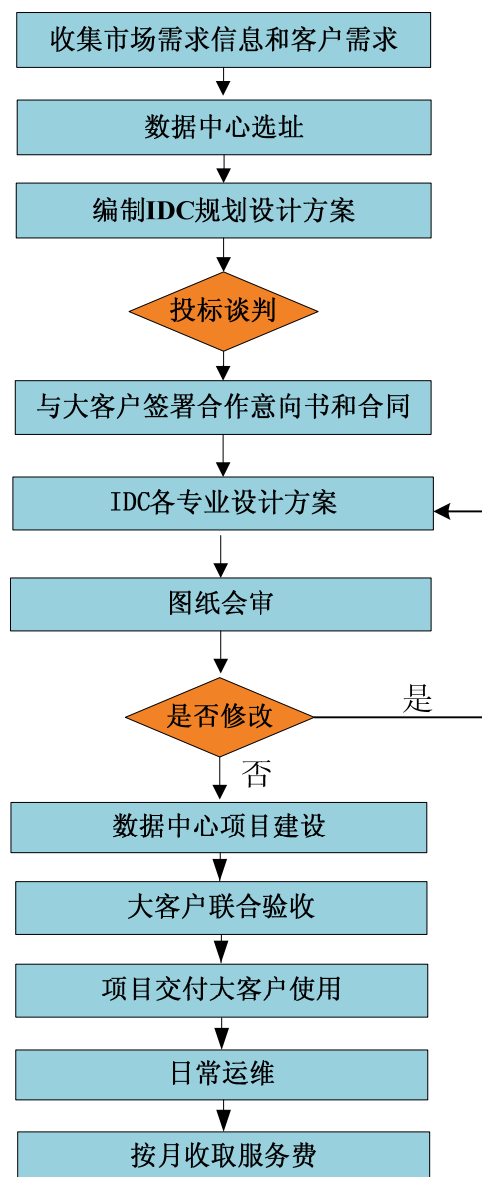 收集市场需求信息和客户需求
数据中心选址
编制IDC规划设计方案
投标谈判
与大客户签署合作意向书和合同
IDC各专业设计方案
图纸会审
是否修改
是
否
数据中心项目建设
大客户联合验收
项目交付大客户使用
日常运维
按月收取服务费